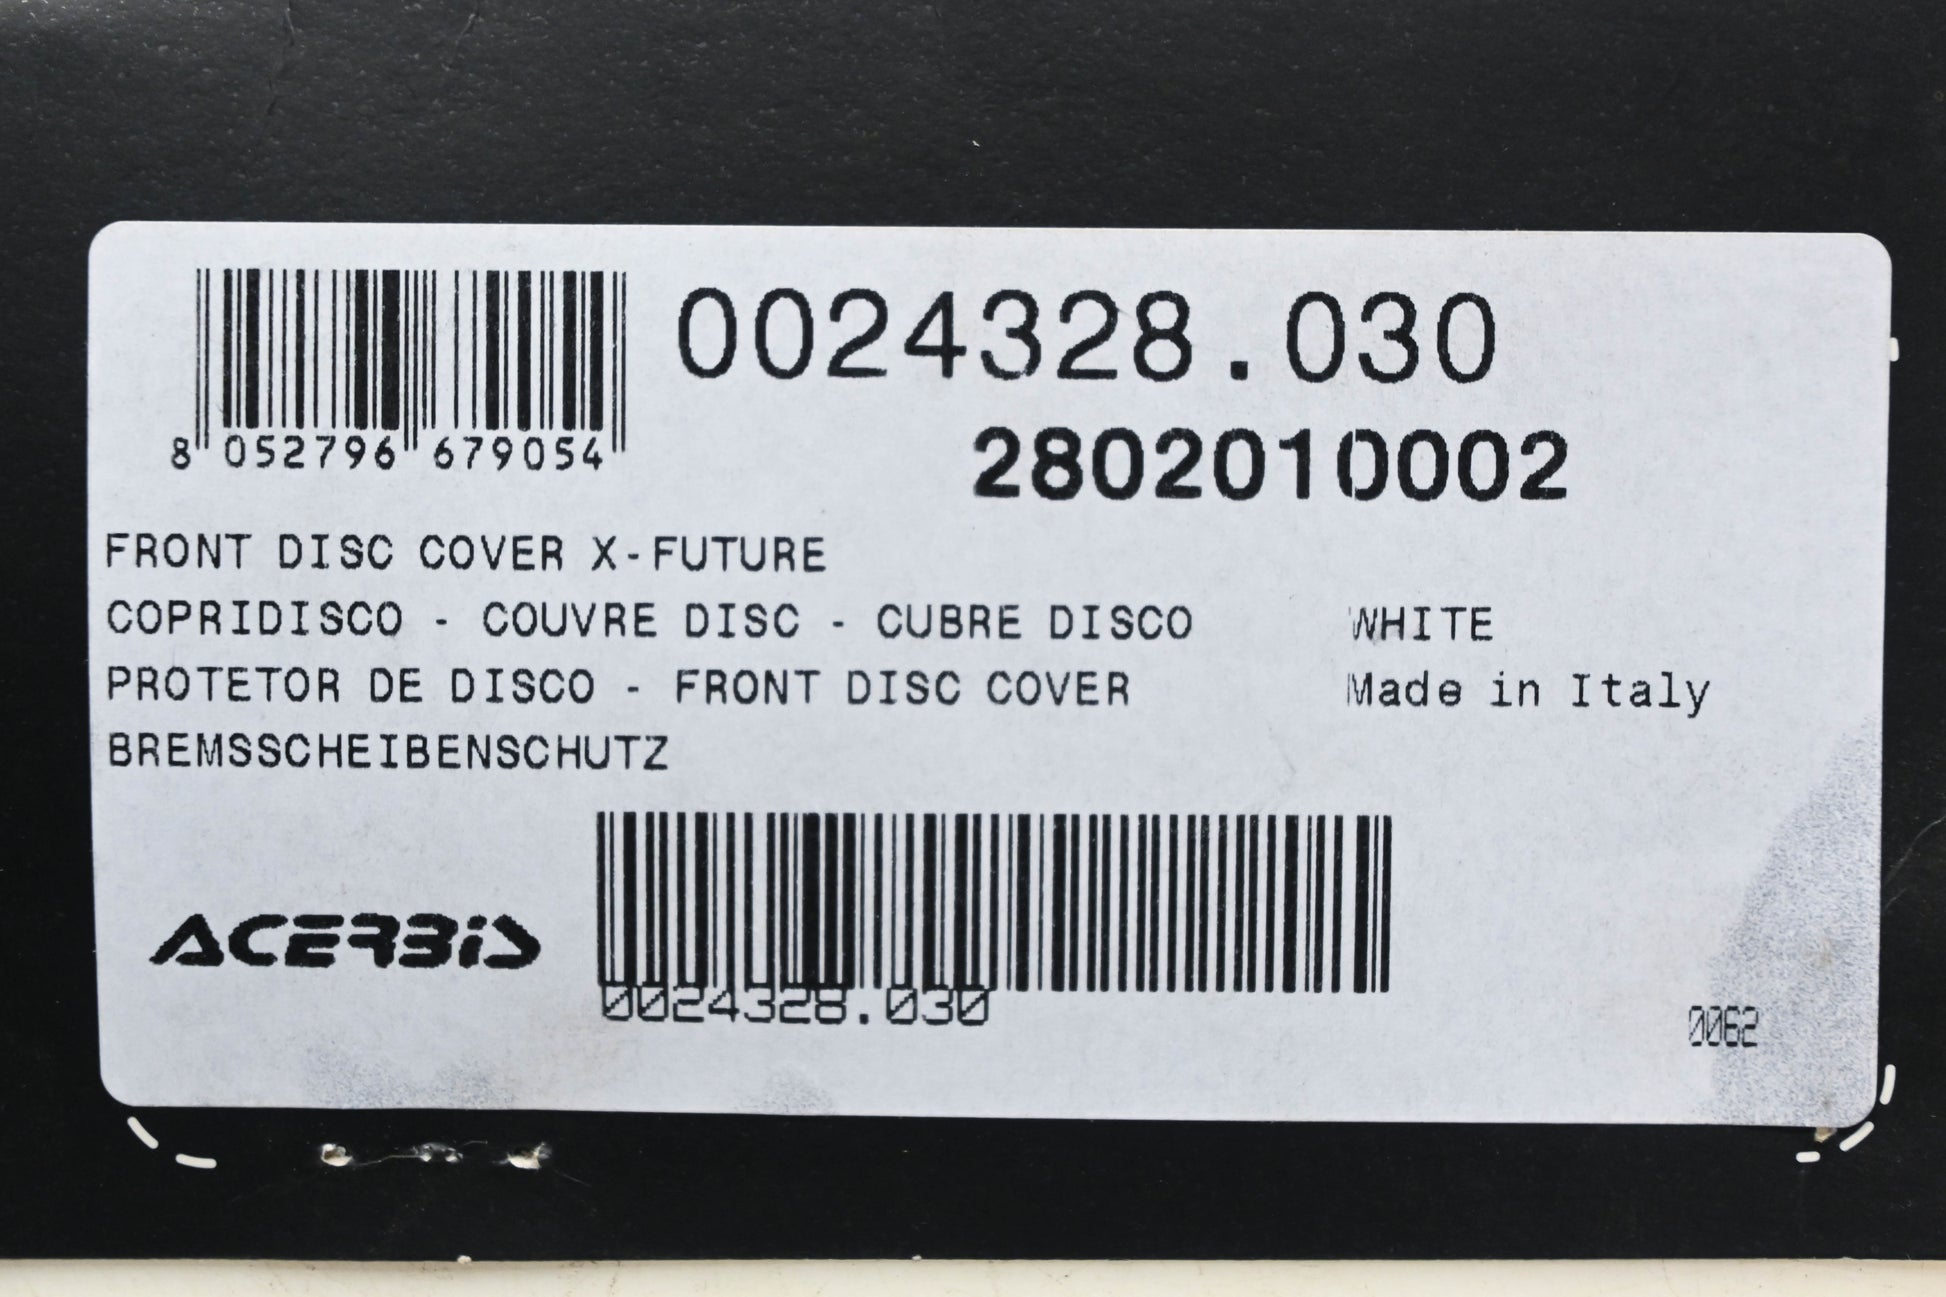 0024328.030
8 052796 679054
2802010002
FRONT DISC COVER X-FUTURE
COPRIDISCO - COUVRE DISC - CUBRE DISCO WHITE
PROTETOR DE DISCO - FRONT DISC COVER Made in Italy
BREMSSCHEIBENSCHUTZ
ACERBIS
0024328.030
0062